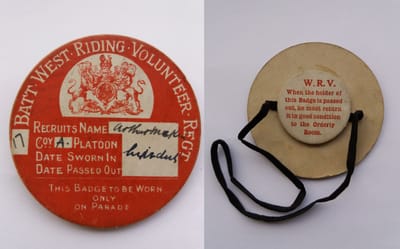 7 BATT WEST RIDING VOLUNTEER REGT
RECRUITS NAME Arthur
COY A. PLATOON
DATE SWORN IN
DATE PASSED OUT
THIS BADGE TO BE WORN
ONLY
ON PARADE
W.R.V.
When the holder of
this Badge is passed
out, he must return
it in good condition
to the Orderly
Room.